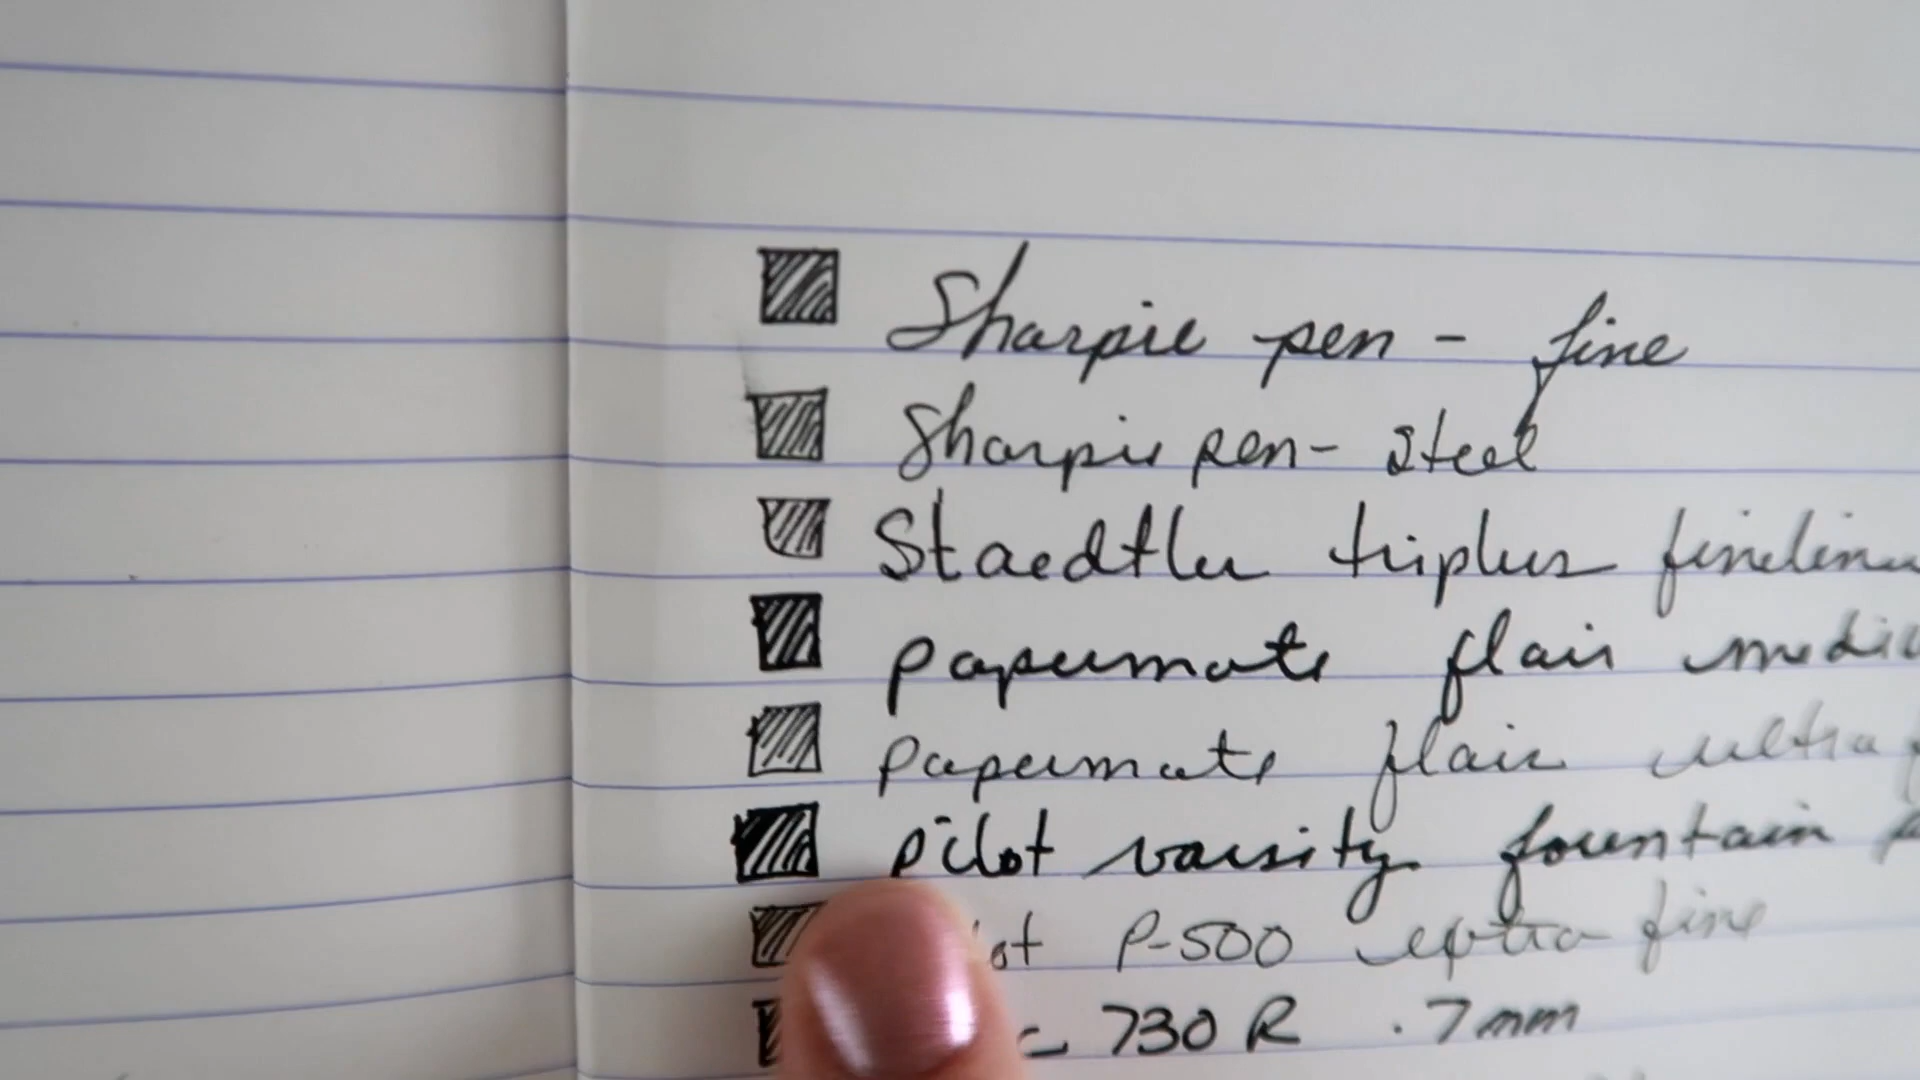 Sharpie pen - fine
Sharpie pen - steel
Staedtler triplus
papermate flair
papermate flair ultra
pilot varsity fountain
P-500 extra fine
730 R .7mm